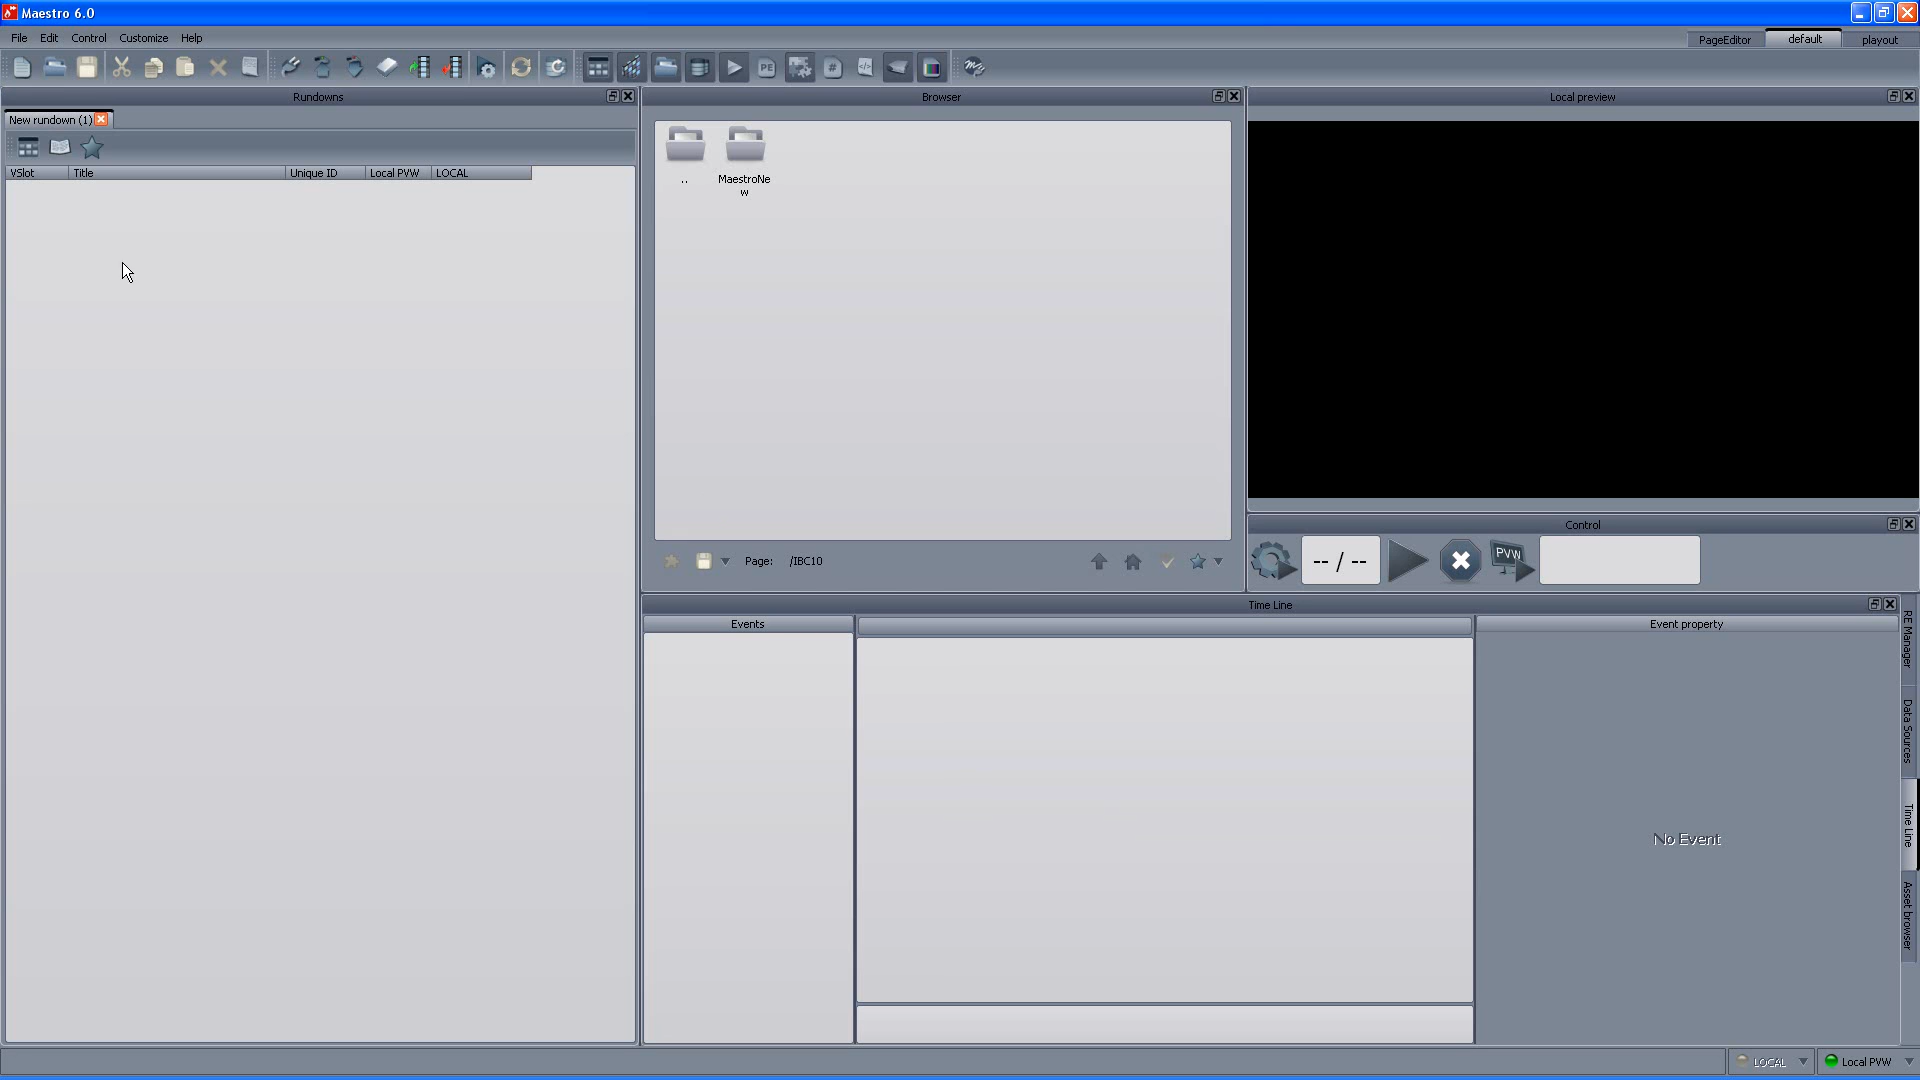 Maestro 6.0
File Edit Control Customize Help
PageEditor default playout
PE
#
</>
Rundowns
Browser
Local preview
New rundown (1)
VSlot Title Unique ID Local PVW LOCAL
..
MaestroNe
w
Page: /IBC10
Control
-- / --
PVW
Time Line
Events
Event property
No Event
RE Manager
Data Sources
Time Line
Asset browser
LOCAL
Local PVW